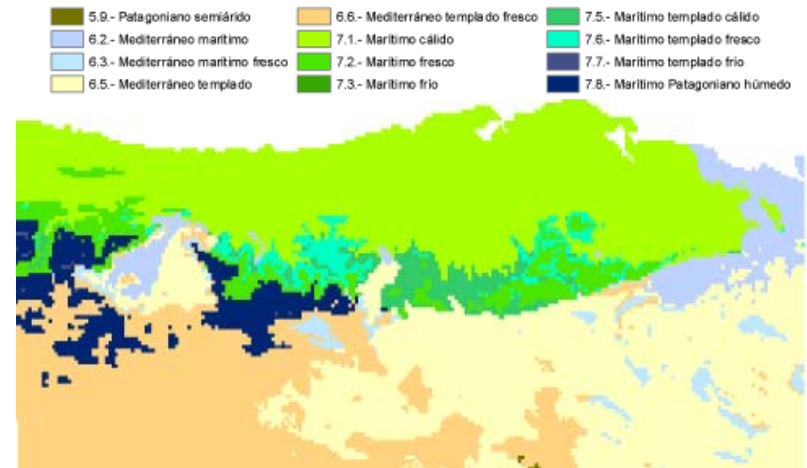 5.9.- Patagoniano semiárido
6.2.- Mediterráneo marítimo
6.3.- Mediterráneo marítimo fresco
6.5.- Mediterráneo templado
6.6.- Mediterráneo templado fresco
7.1.- Marítimo cálido
7.2.- Marítimo fresco
7.3.- Marítimo frío
7.5.- Marítimo templado cálido
7.6.- Marítimo templado fresco
7.7.- Marítimo templado frío
7.8.- Marítimo Patagoniano húmedo